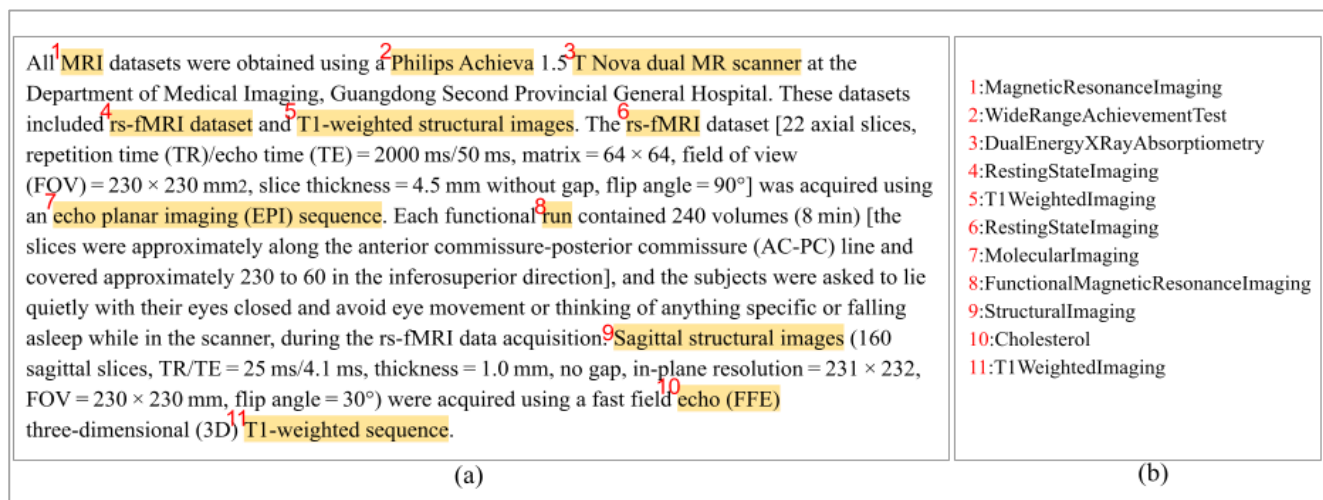 All 1MRI datasets were obtained using a 2Philips Achieva 1.5 3T Nova dual MR scanner at the
Department of Medical Imaging, Guangdong Second Provincial General Hospital. These datasets
included 4rs-fMRI dataset and 5T1-weighted structural images. The 6rs-fMRI dataset [22 axial slices,
repetition time (TR)/echo time (TE) = 2000 ms/50 ms, matrix = 64 × 64, field of view
(FOV) = 230 × 230 mm2, slice thickness = 4.5 mm without gap, flip angle = 90°] was acquired using
an 7echo planar imaging (EPI) sequence. Each functional 8run contained 240 volumes (8 min) [the
slices were approximately along the anterior commissure-posterior commissure (AC-PC) line and
covered approximately 230 to 60 in the inferosuperior direction], and the subjects were asked to lie
quietly with their eyes closed and avoid eye movement or thinking of anything specific or falling
asleep while in the scanner, during the rs-fMRI data acquisition. 9Sagittal structural images (160
sagittal slices, TR/TE = 25 ms/4.1 ms, thickness = 1.0 mm, no gap, in-plane resolution = 231 × 232,
FOV = 230 × 230 mm, flip angle = 30°) were acquired using a fast field 10echo (FFE)
three-dimensional (3D) 11T1-weighted sequence.
(a)
1:MagneticResonanceImaging
2:WideRangeAchievementTest
3:DualEnergyXRayAbsorptiometry
4:RestingStateImaging
5:T1WeightedImaging
6:RestingStateImaging
7:MolecularImaging
8:FunctionalMagneticResonanceImaging
9:StructuralImaging
10:Cholesterol
11:T1WeightedImaging
(b)